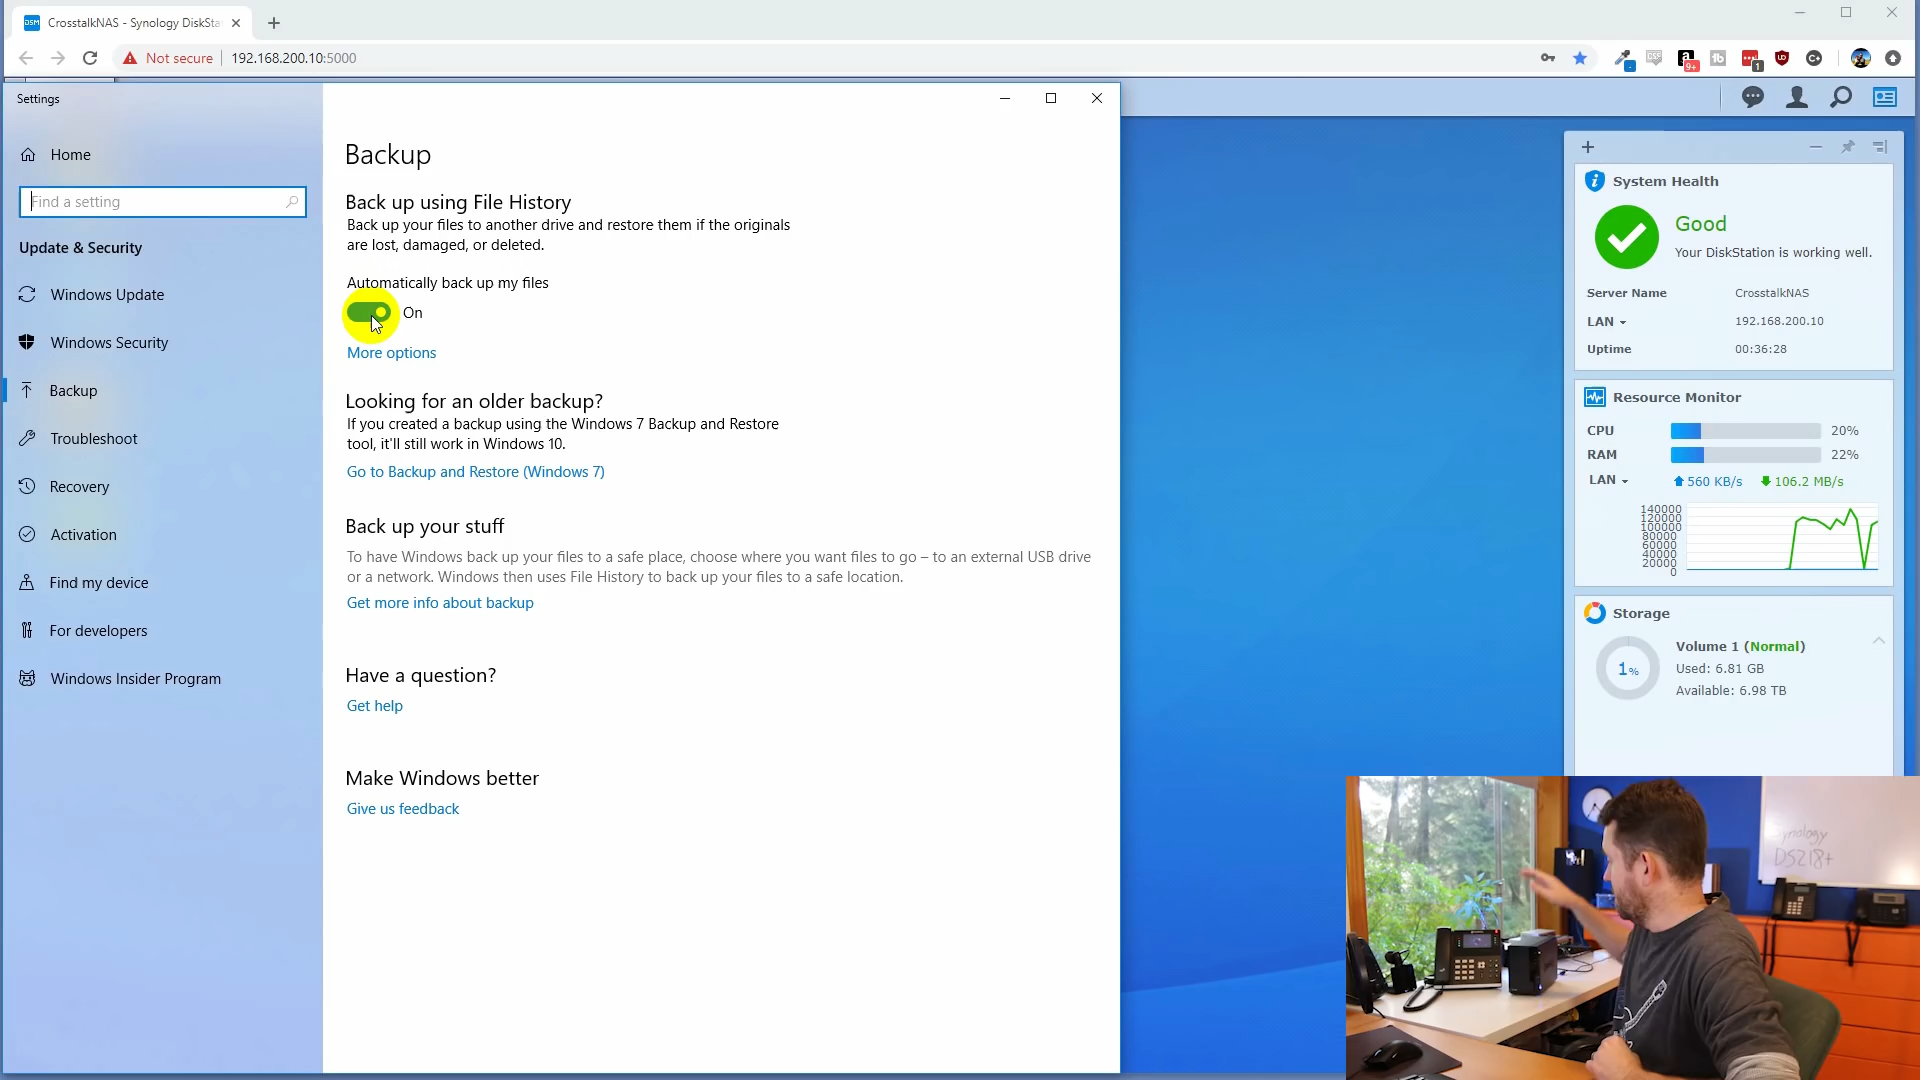 CrosstalkNAS - Synology DiskSta
Not secure
192.168.200.10:5000
Settings
Home
Find a setting
Update & Security
Windows Update
Windows Security
Backup
Troubleshoot
Recovery
Activation
Find my device
For developers
Windows Insider Program
Backup
Back up using File History
Back up your files to another drive and restore them if the originals
are lost, damaged, or deleted.
Automatically back up my files
On
More options
Looking for an older backup?
If you created a backup using the Windows 7 Backup and Restore
tool, it'll still work in Windows 10.
Go to Backup and Restore (Windows 7)
Back up your stuff
To have Windows back up your files to a safe place, choose where you want files to go – to an external USB drive
or a network. Windows then uses File History to back up your files to a safe location.
Get more info about backup
Have a question?
Get help
Make Windows better
Give us feedback
System Health
Good
Your DiskStation is working well.
Server Name CrosstalkNAS
LAN 192.168.200.10
Uptime 00:36:28
Resource Monitor
CPU 20%
RAM 22%
LAN 560 KB/s 106.2 MB/s
140000
120000
100000
80000
60000
40000
20000
0
Storage
1%
Volume 1 (Normal)
Used: 6.81 GB
Available: 6.98 TB
Synology
DS218+